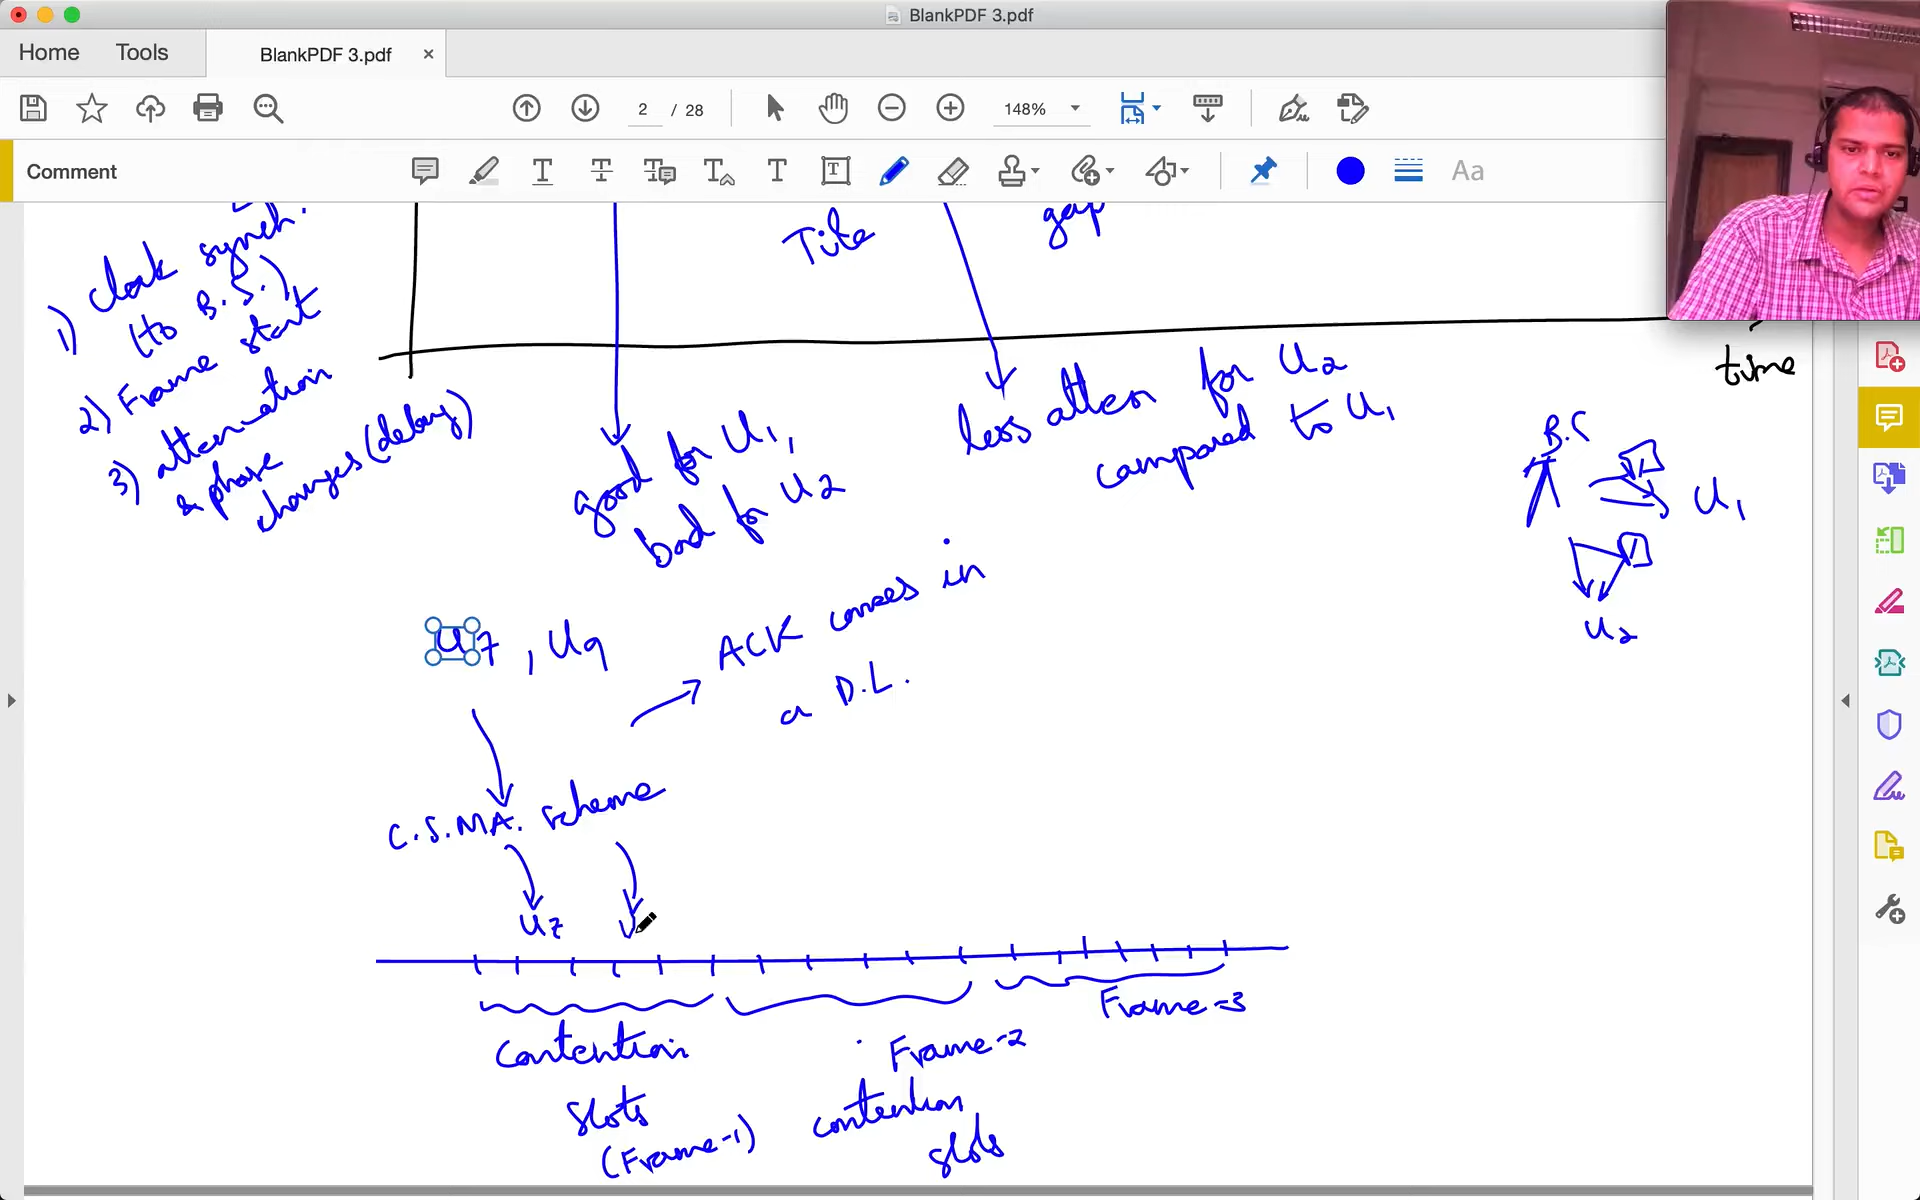 BlankPDF 3.pdf
Home
Tools
BlankPDF 3.pdf ×
2 / 28
148%
Comment
Aa
1) clock synch.
(to B.S.)
2) Frame start
3) attenuation
& phase
changes (delay)
Tile
gap
time
good for U1,
bad for U2
less atten for U2
compared to U1
B.S
U1
U2
U7, U9
ACK comes in
a D.L.
C.S.M.A. scheme
U7
Contention
slots
(Frame-1)
Frame-2
contention
slots
Frame-3